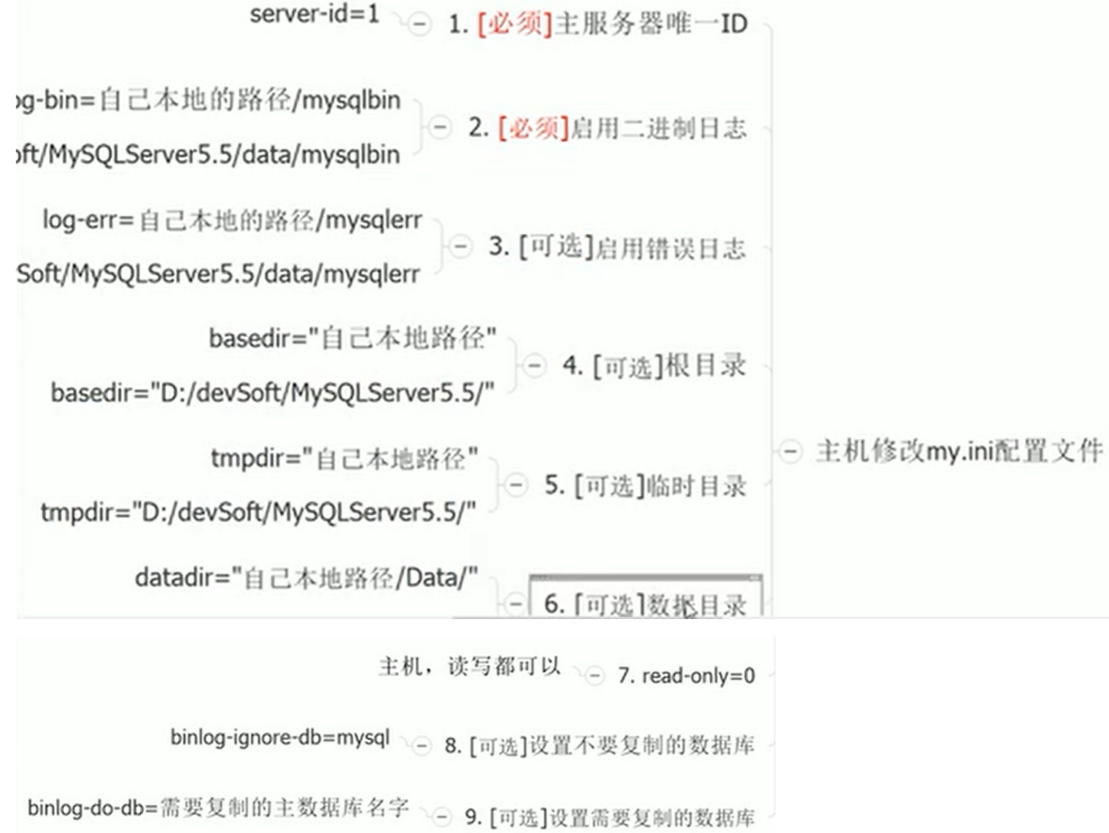 server-id=1
1. [必须]主服务器唯一ID
og-bin=自己本地的路径/mysqlbin
2. [必须]启用二进制日志
oft/MySQLServer5.5/data/mysqlbin
log-err=自己本地的路径/mysqlerr
3. [可选]启用错误日志
Soft/MySQLServer5.5/data/mysqlerr
basedir="自己本地路径"
4. [可选]根目录
basedir="D:/devSoft/MySQLServer5.5/"
主机修改my.ini配置文件
tmpdir="自己本地路径"
5. [可选]临时目录
tmpdir="D:/devSoft/MySQLServer5.5/"
datadir="自己本地路径/Data/"
6. [可选]数据目录
主机，读写都可以
7. read-only=0
binlog-ignore-db=mysql
8. [可选]设置不要复制的数据库
binlog-do-db=需要复制的主数据库名字
9. [可选]设置需要复制的数据库